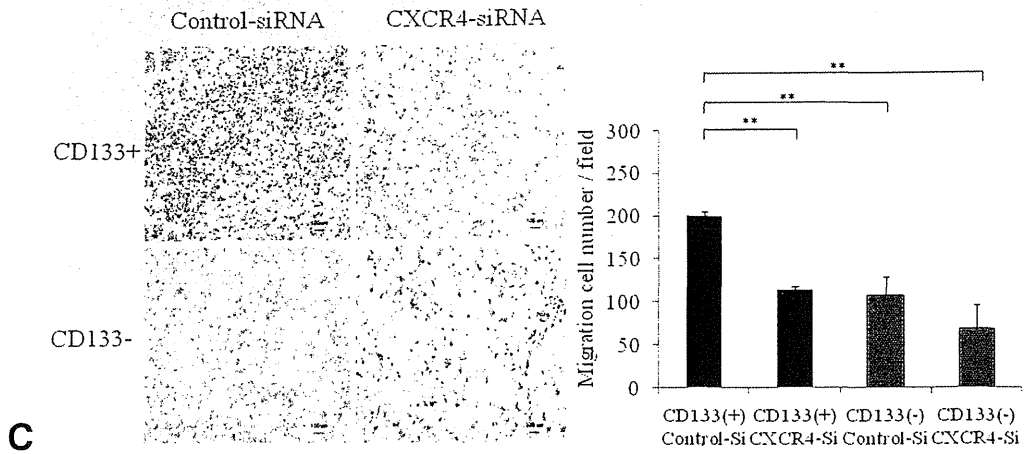 Control-siRNA
CXCR4-siRNA
CD133+
CD133-
C
**
**
**
Migration cell number / field
300
250
200
150
100
50
0
CD133(+) CD133(+) CD133(-) CD133(-)
Control-Si CXCR4-Si Control-Si CXCR4-Si